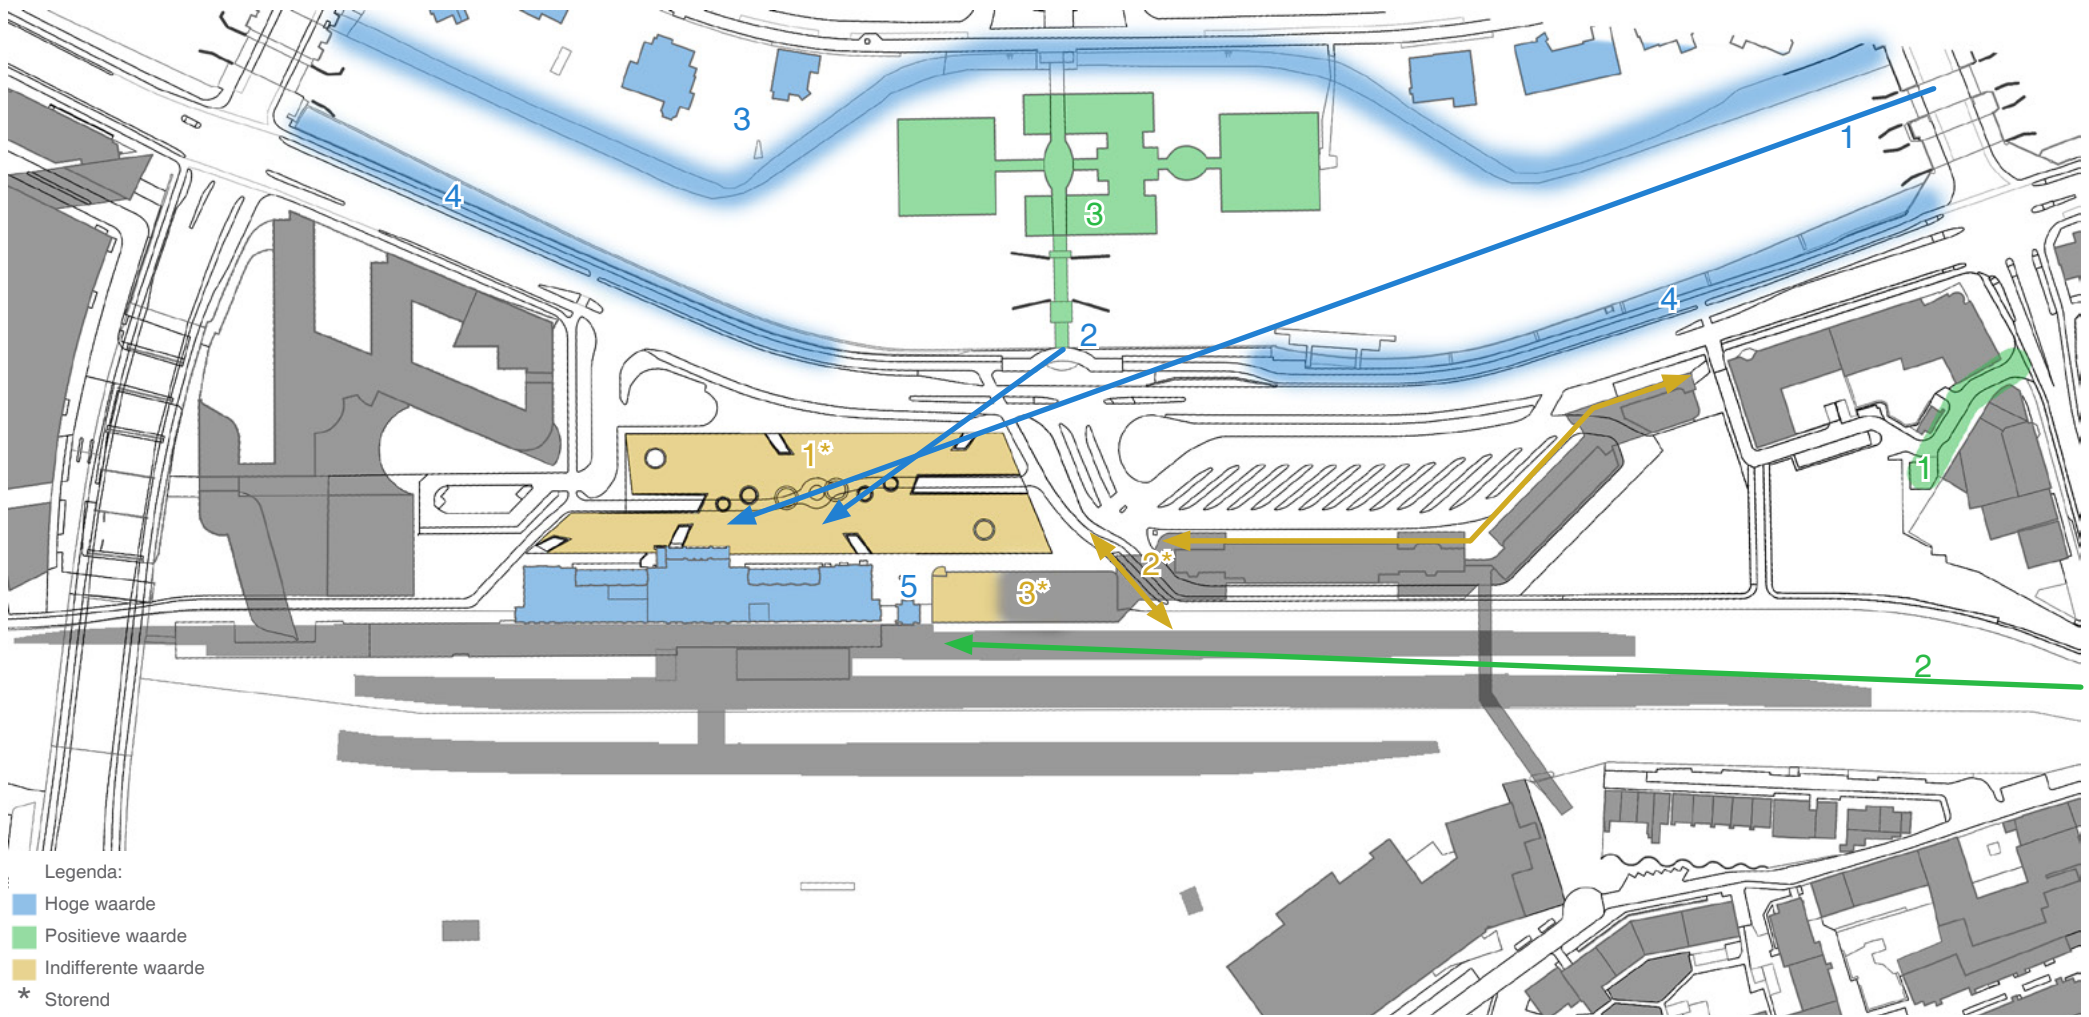 3
1
4
3
2
4
1*
1
2*
5
3*
2
Legenda:
Hoge waarde
Positieve waarde
Indifferente waarde
* Storend